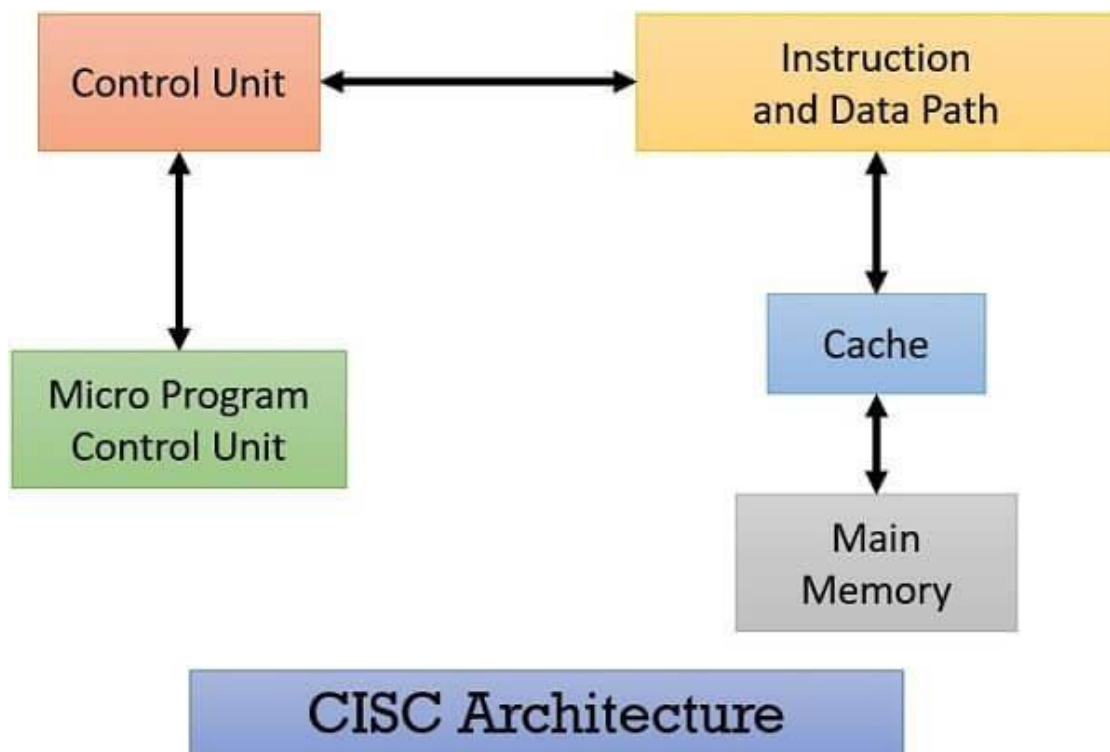 Control Unit
Instruction
and Data Path
Micro Program
Control Unit
Cache
Main
Memory
CISC Architecture